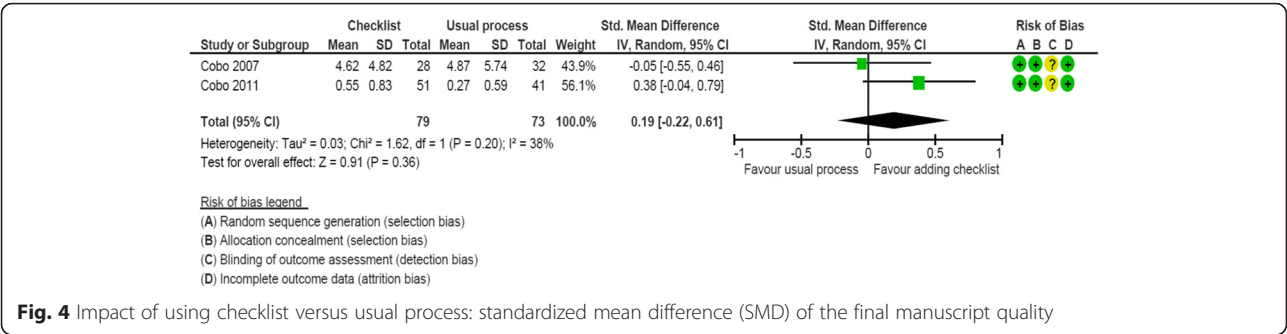 Checklist Usual process Std. Mean Difference Std. Mean Difference Risk of Bias
Study or Subgroup Mean SD Total Mean SD Total Weight IV, Random, 95% CI IV, Random, 95% CI A B C D
Cobo 2007 4.62 4.82 28 4.87 5.74 32 43.9% -0.05 [-0.55, 0.46] + + ? +
Cobo 2011 0.55 0.83 51 0.27 0.59 41 56.1% 0.38 [-0.04, 0.79] + + ? +
Total (95% CI) 79 73 100.0% 0.19 [-0.22, 0.61]
Heterogeneity: Tau² = 0.03; Chi² = 1.62, df = 1 (P = 0.20); I² = 38%
Test for overall effect: Z = 0.91 (P = 0.36)
-1 -0.5 0 0.5 1
Favour usual process Favour adding checklist
Risk of bias legend
(A) Random sequence generation (selection bias)
(B) Allocation concealment (selection bias)
(C) Blinding of outcome assessment (detection bias)
(D) Incomplete outcome data (attrition bias)
Fig. 4 Impact of using checklist versus usual process: standardized mean difference (SMD) of the final manuscript quality